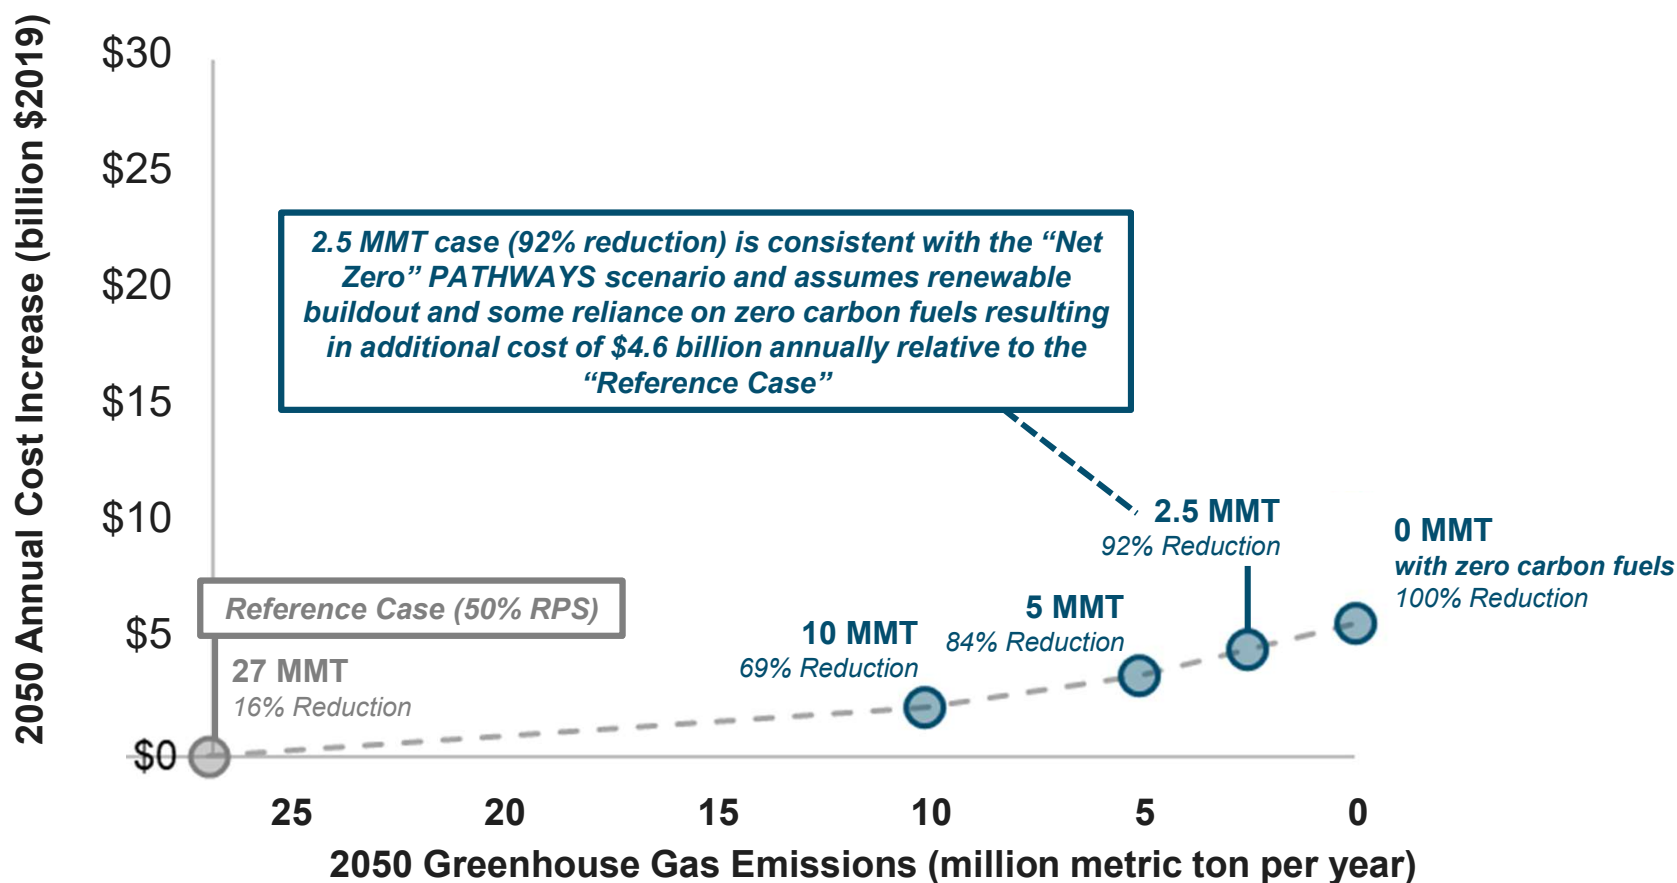 2050 Annual Cost Increase (billion $2019)
$30
$25
$20
$15
$10
$5
$0
2.5 MMT case (92% reduction) is consistent with the “Net
Zero” PATHWAYS scenario and assumes renewable
buildout and some reliance on zero carbon fuels resulting
in additional cost of $4.6 billion annually relative to the
“Reference Case”
Reference Case (50% RPS)
27 MMT
16% Reduction
10 MMT
69% Reduction
5 MMT
84% Reduction
2.5 MMT
92% Reduction
0 MMT
with zero carbon fuels
100% Reduction
25
20
15
10
5
0
2050 Greenhouse Gas Emissions (million metric ton per year)